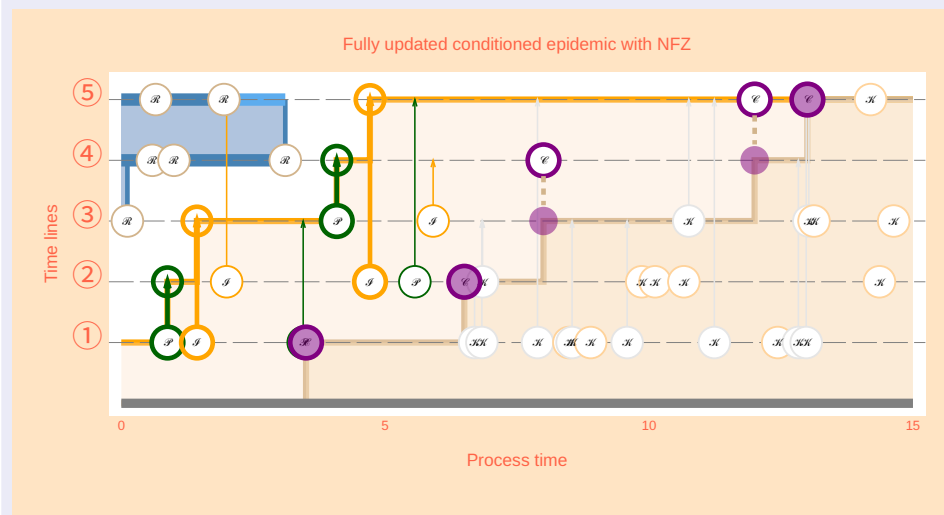 Fully updated conditioned epidemic with NFZ
Time lines
⑤ R R C C K
④ R R R C
③ R P I K K
② I I P C K K K K K
① P I K K K K K K K K K K
0 5 10 15
Process time